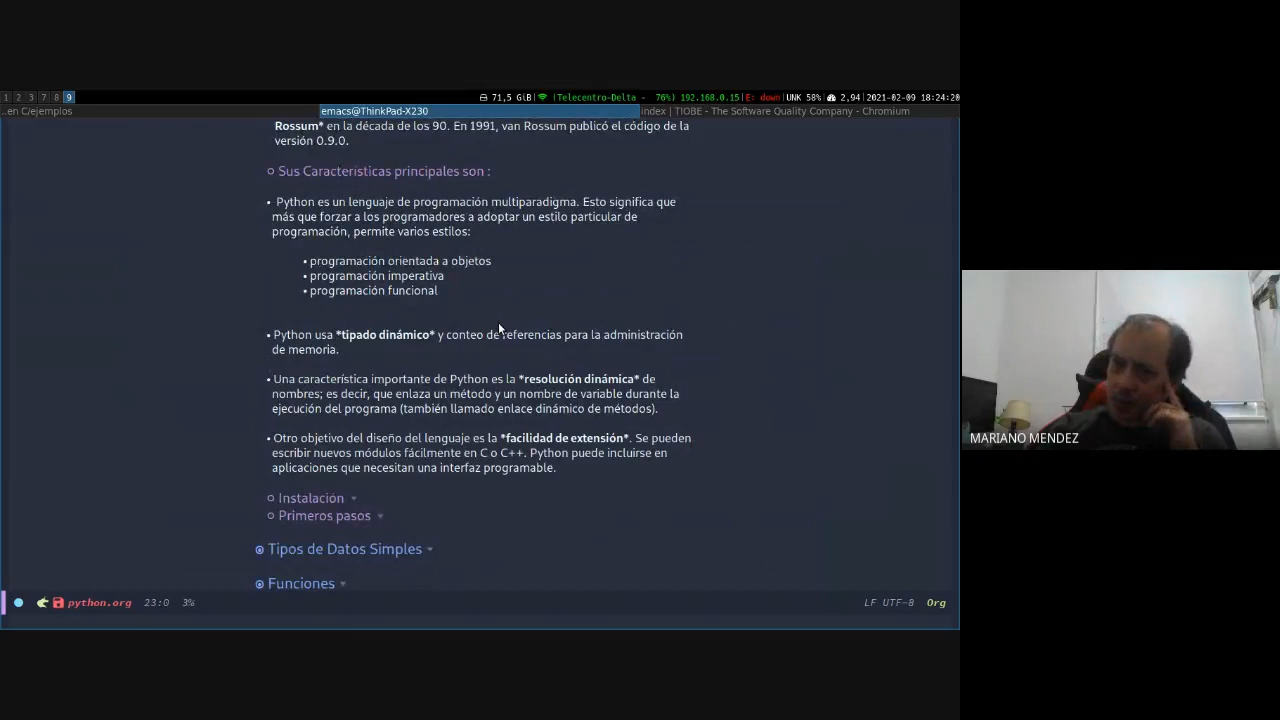 1 2 3 7 8 9
71,5 GiB (Telecentro-Delta - 76%) 192.168.0.15 E: down UNK 58% 2,94 2021-02-09 18:24:20
..en C/ejemplos emacs@ThinkPad-X230 index | TIOBE - The Software Quality Company - Chromium
Rossum* en la década de los 90. En 1991, van Rossum publicó el código de la
versión 0.9.0.
Sus Características principales son :
• Python es un lenguaje de programación multiparadigma. Esto significa que
más que forzar a los programadores a adoptar un estilo particular de
programación, permite varios estilos:
• programación orientada a objetos
• programación imperativa
• programación funcional
• Python usa *tipado dinámico* y conteo de referencias para la administración
de memoria.
• Una característica importante de Python es la *resolución dinámica* de
nombres; es decir, que enlaza un método y un nombre de variable durante la
ejecución del programa (también llamado enlace dinámico de métodos).
• Otro objetivo del diseño del lenguaje es la *facilidad de extensión*. Se pueden
escribir nuevos módulos fácilmente en C o C++. Python puede incluirse en
aplicaciones que necesitan una interfaz programable.
Instalación
Primeros pasos
Tipos de Datos Simples
Funciones
python.org 23:0 3% LF UTF-8 Org
MARIANO MENDEZ